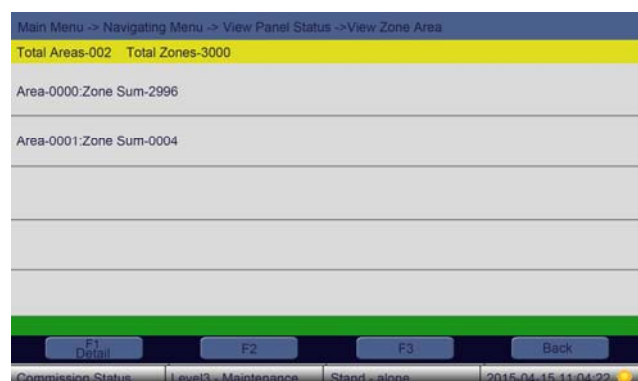 Main Menu -> Navigating Menu -> View Panel Status ->View Zone Area
Total Areas-002 Total Zones-3000
Area-0000:Zone Sum-2996
Area-0001:Zone Sum-0004
F1
Detail
F2
F3
Back
Commission Status
Level3 - Maintenance
Stand - alone
2015-04-15 11:04:22